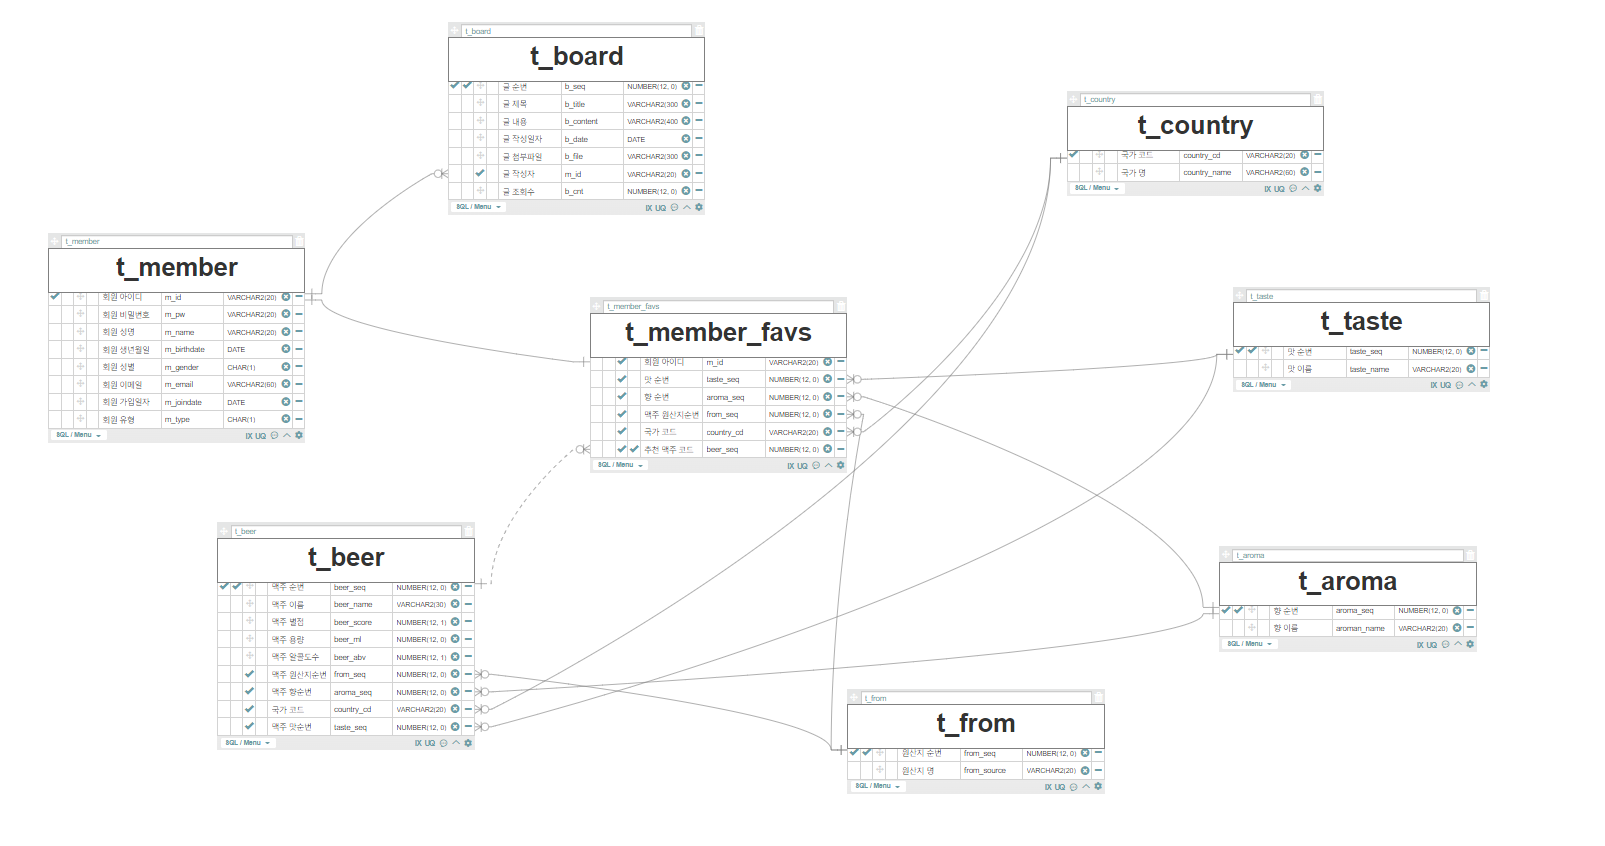 t_board
t_board
글 순번 b_seq NUMBER(12, 0)
글 제목 b_title VARCHAR2(300
글 내용 b_content VARCHAR2(400
글 작성일자 b_date DATE
글 첨부파일 b_file VARCHAR2(300
글 작성자 m_id VARCHAR2(20)
글 조회수 b_cnt NUMBER(12, 0)
SQL / Menu IX UQ
t_country
t_country
국가 코드 country_cd VARCHAR2(20)
국가 명 country_name VARCHAR2(60)
SQL / Menu IX UQ
t_member
t_member
회원 아이디 m_id VARCHAR2(20)
회원 비밀번호 m_pw VARCHAR2(20)
회원 성명 m_name VARCHAR2(20)
회원 생년월일 m_birthdate DATE
회원 성별 m_gender CHAR(1)
회원 이메일 m_email VARCHAR2(60)
회원 가입일자 m_joindate DATE
회원 유형 m_type CHAR(1)
SQL / Menu IX UQ
t_member_favs
t_member_favs
회원 아이디 m_id VARCHAR2(20)
맛 순번 taste_seq NUMBER(12, 0)
향 순번 aroma_seq NUMBER(12, 0)
맥주 원산지순번 from_seq NUMBER(12, 0)
국가 코드 country_cd VARCHAR2(20)
추천 맥주 코드 beer_seq NUMBER(12, 0)
SQL / Menu IX UQ
t_taste
t_taste
맛 순번 taste_seq NUMBER(12, 0)
맛 이름 taste_name VARCHAR2(20)
SQL / Menu IX UQ
t_beer
t_beer
맥주 순번 beer_seq NUMBER(12, 0)
맥주 이름 beer_name VARCHAR2(30)
맥주 별점 beer_score NUMBER(12, 1)
맥주 용량 beer_ml NUMBER(12, 0)
맥주 알콜도수 beer_abv NUMBER(12, 1)
맥주 원산지순번 from_seq NUMBER(12, 0)
맥주 향순번 aroma_seq NUMBER(12, 0)
국가 코드 country_cd VARCHAR2(20)
맥주 맛순번 taste_seq NUMBER(12, 0)
SQL / Menu IX UQ
t_aroma
t_aroma
향 순번 aroma_seq NUMBER(12, 0)
향 이름 aroman_name VARCHAR2(20)
SQL / Menu IX UQ
t_from
t_from
원산지 순번 from_seq NUMBER(12, 0)
원산지 명 from_source VARCHAR2(20)
SQL / Menu IX UQ